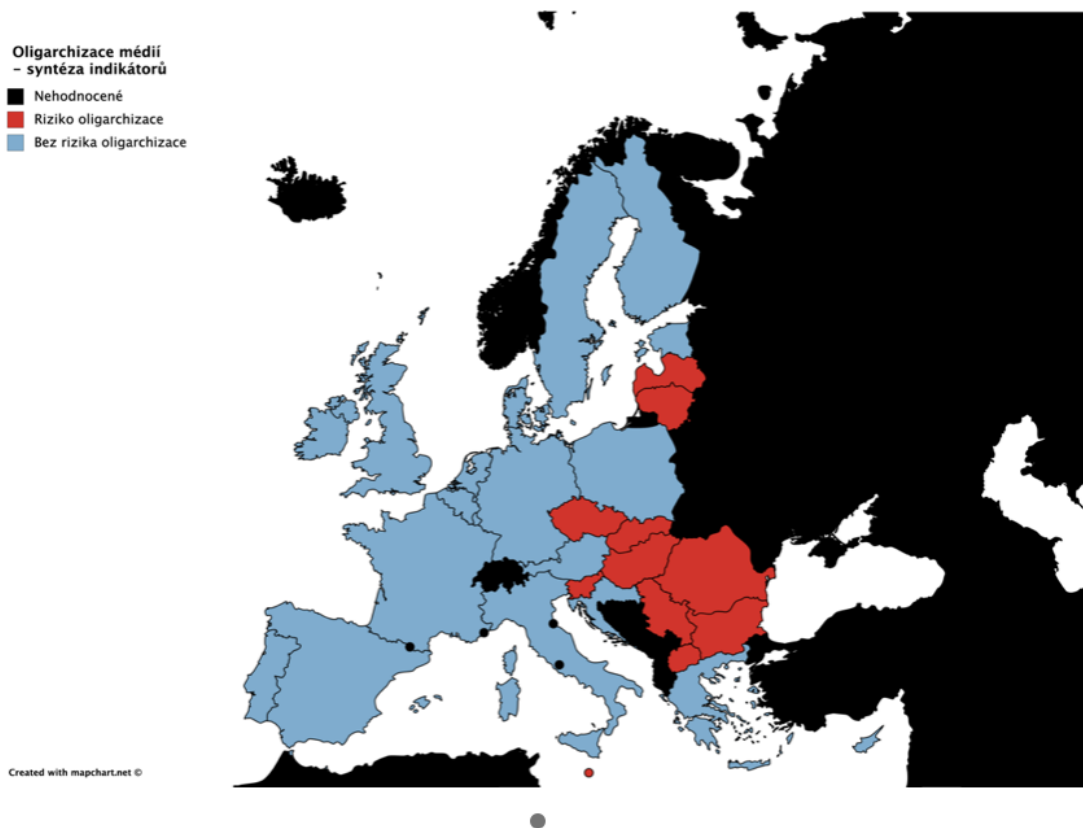 Oligarchizace médií
– syntéza indikátorů
Nehodnocené
Riziko oligarchizace
Bez rizika oligarchizace
Created with mapchart.net ©